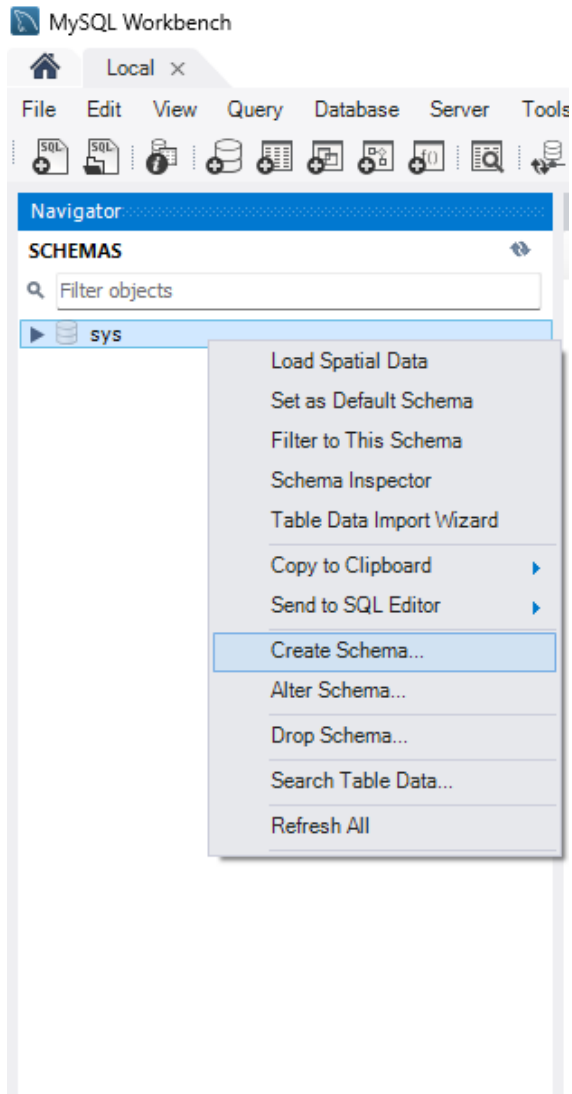 MySQL Workbench
Local
File Edit View Query Database Server Tools
SQL SQL
Navigator
SCHEMAS
Filter objects
sys
Load Spatial Data
Set as Default Schema
Filter to This Schema
Schema Inspector
Table Data Import Wizard
Copy to Clipboard
Send to SQL Editor
Create Schema...
Alter Schema...
Drop Schema...
Search Table Data...
Refresh All